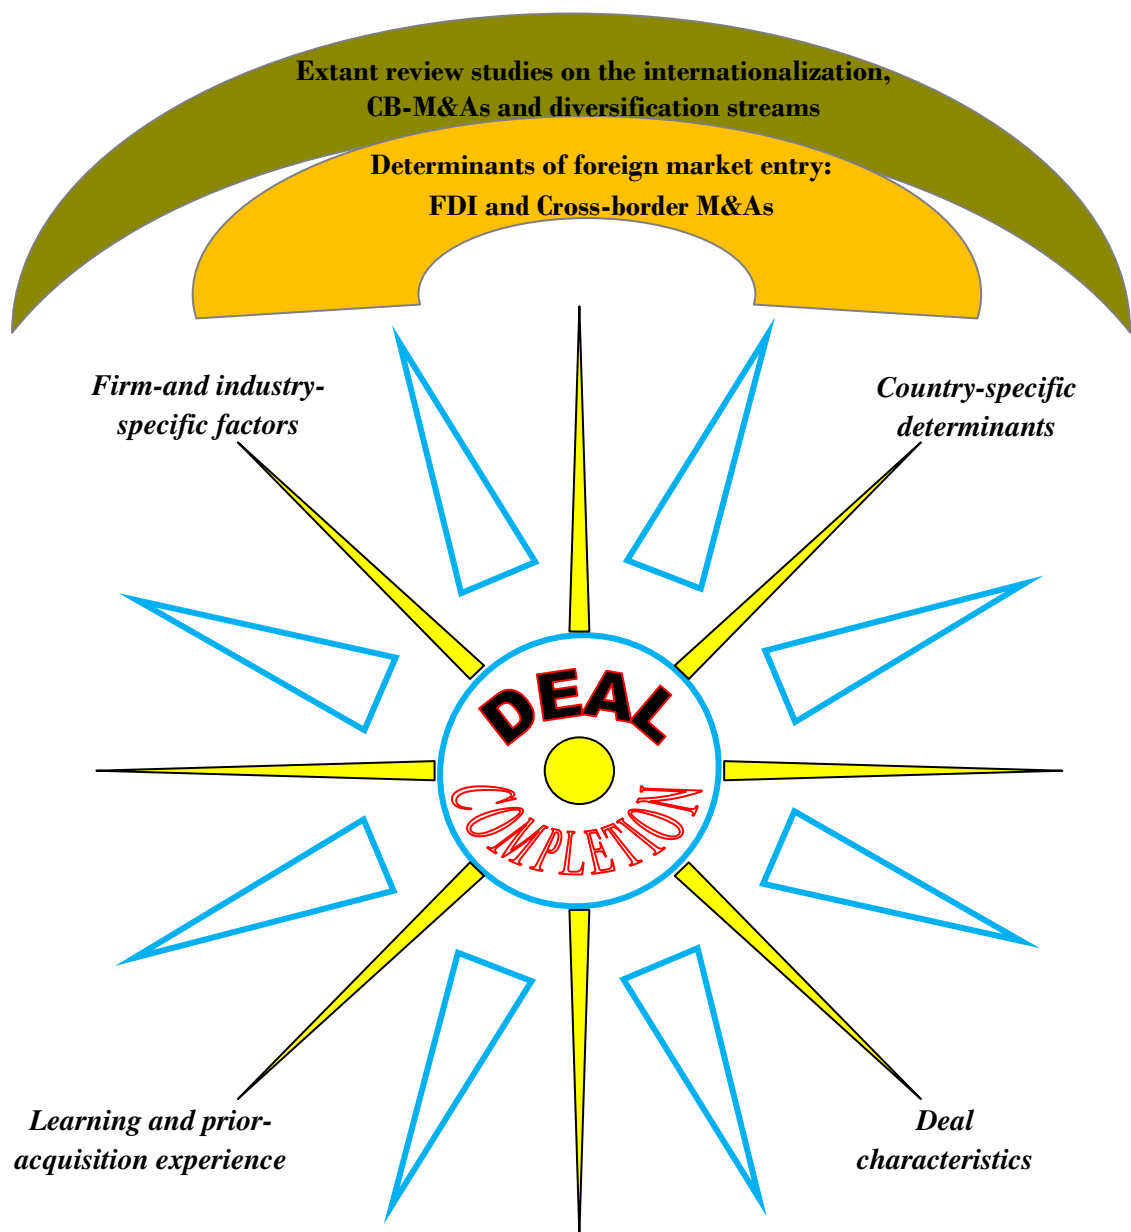 Extant review studies on the internationalization,
CB-M&As and diversification streams
Determinants of foreign market entry:
FDI and Cross-border M&As
Firm-and industry-
specific factors
Country-specific
determinants
DEAL
COMPLETION
Learning and prior-
acquisition experience
Deal
characteristics